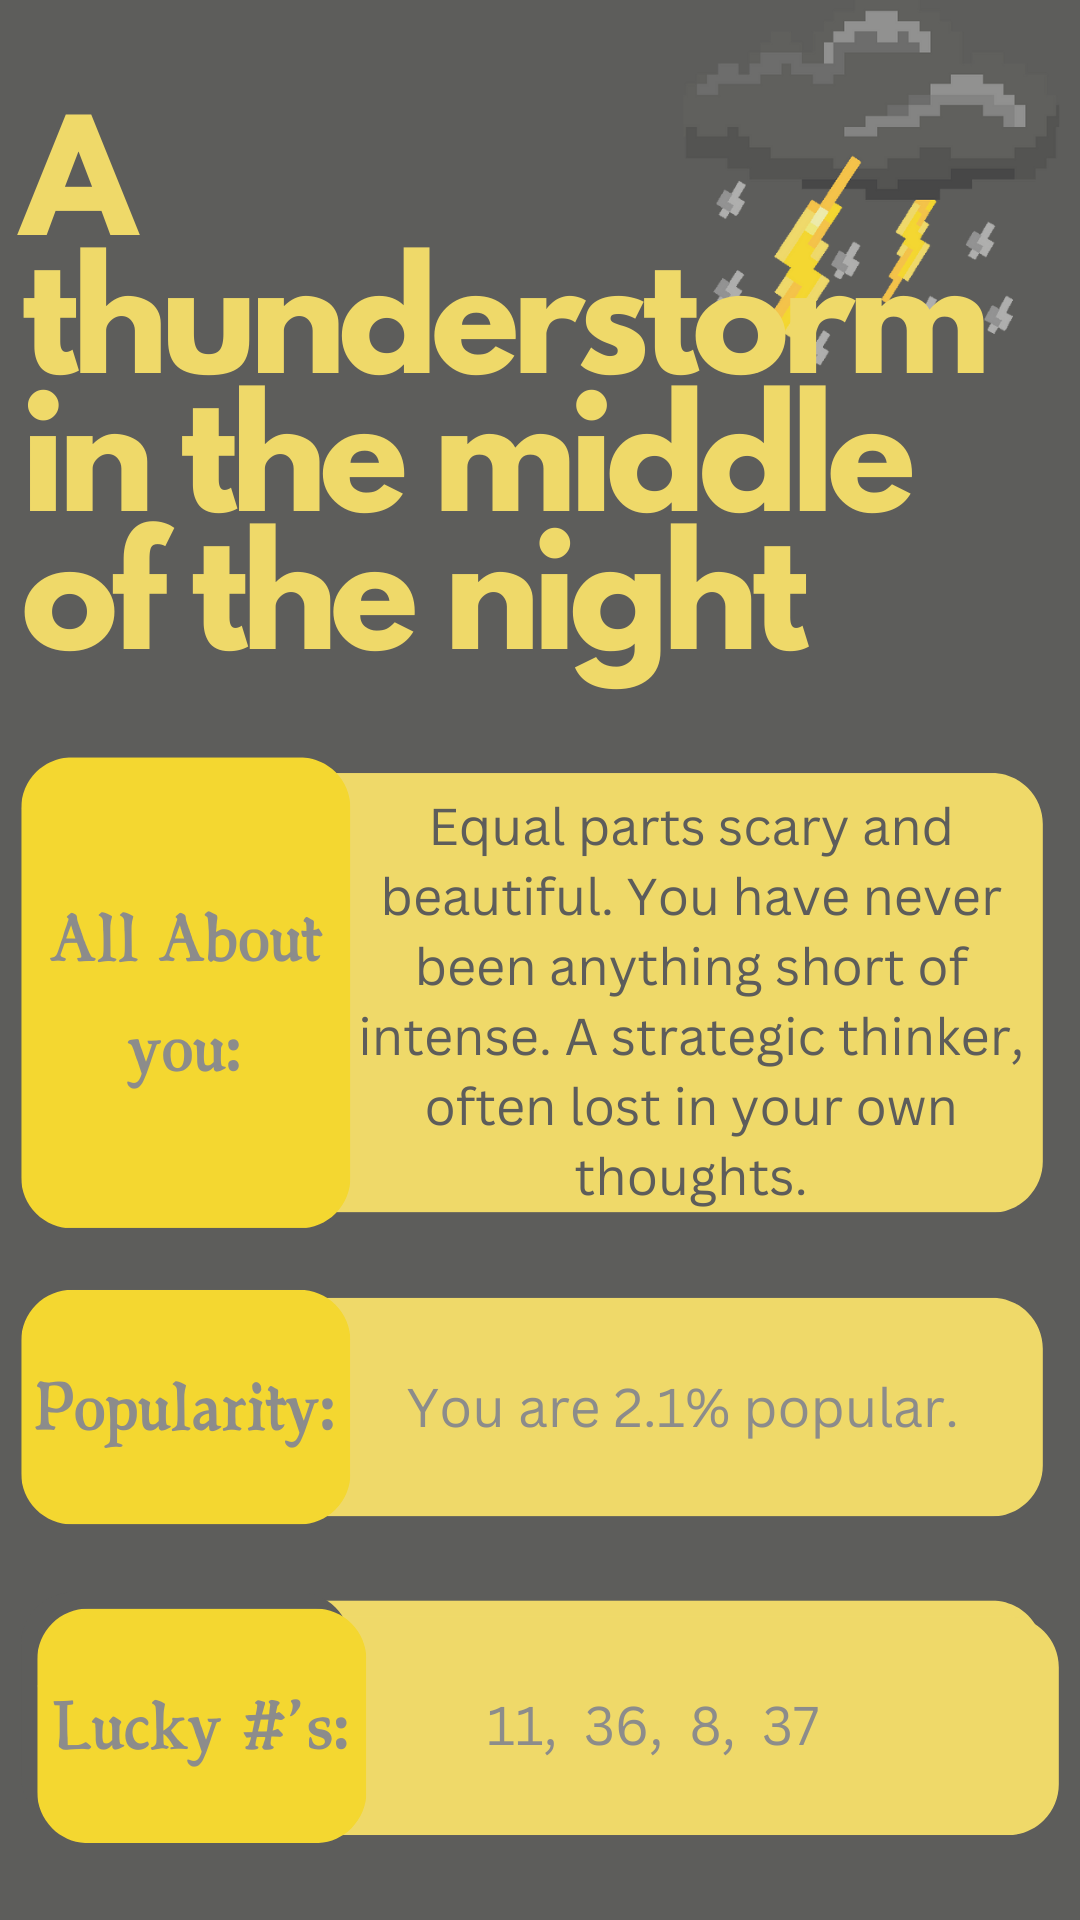 A
thunderstorm
in the middle
of the night
All About
you:
Equal parts scary and
beautiful. You have never
been anything short of
intense. A strategic thinker,
often lost in your own
thoughts.
Popularity:
You are 2.1% popular.
Lucky #'s:
11, 36, 8, 37